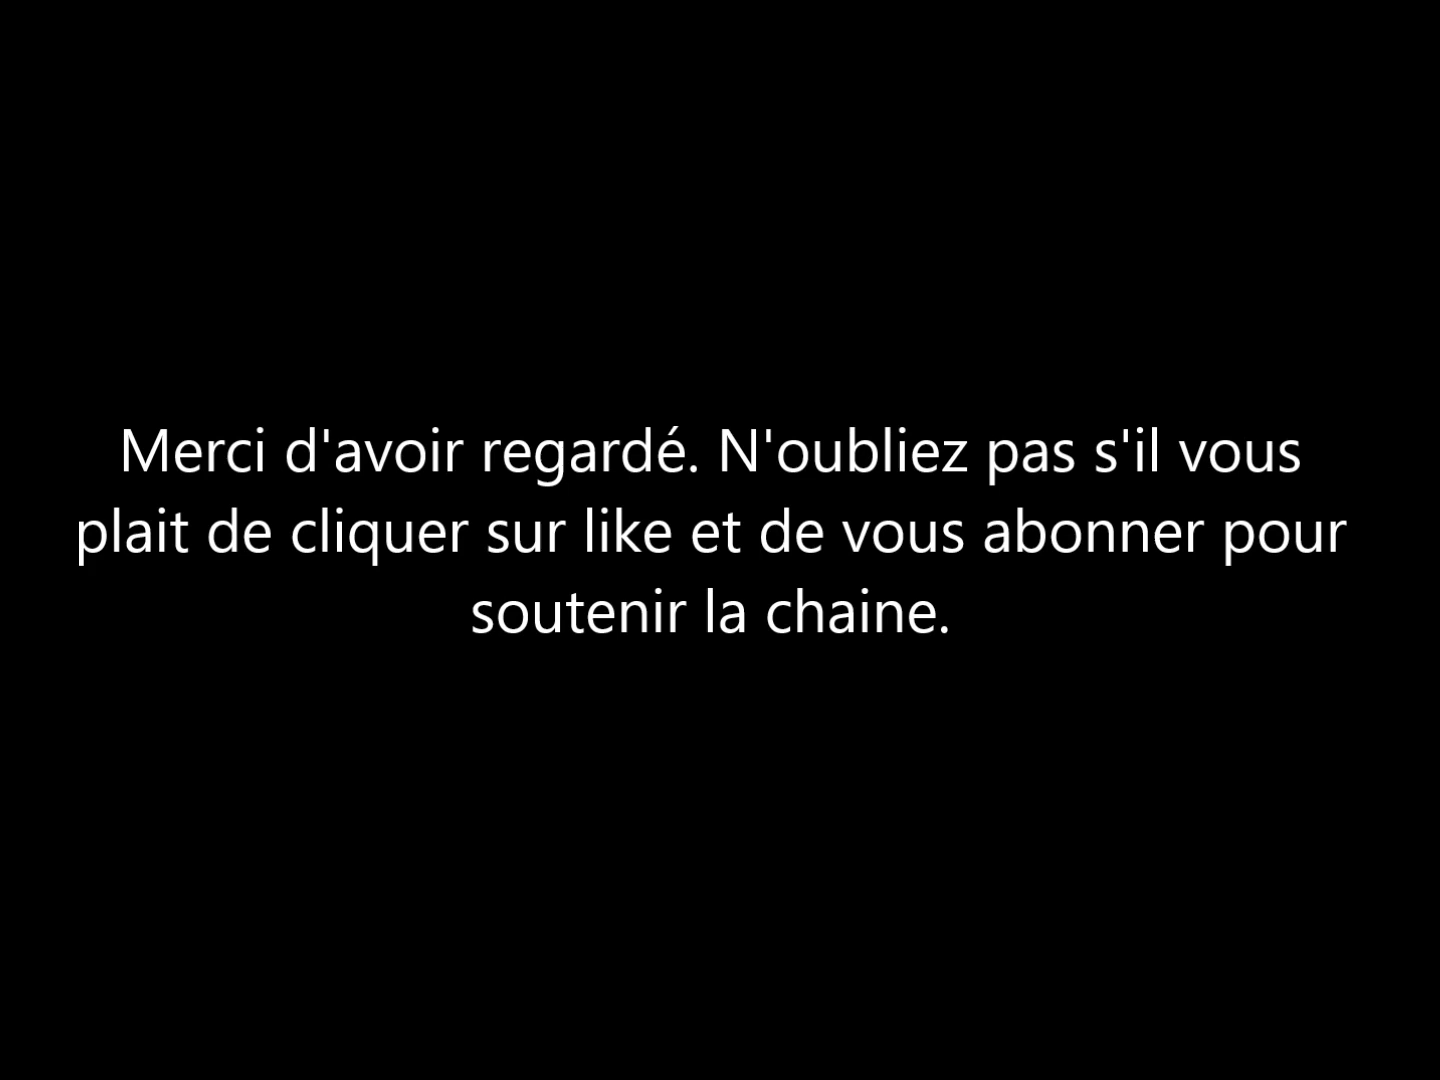 Merci d'avoir regardé. N'oubliez pas s'il vous
plait de cliquer sur like et de vous abonner pour
soutenir la chaine.